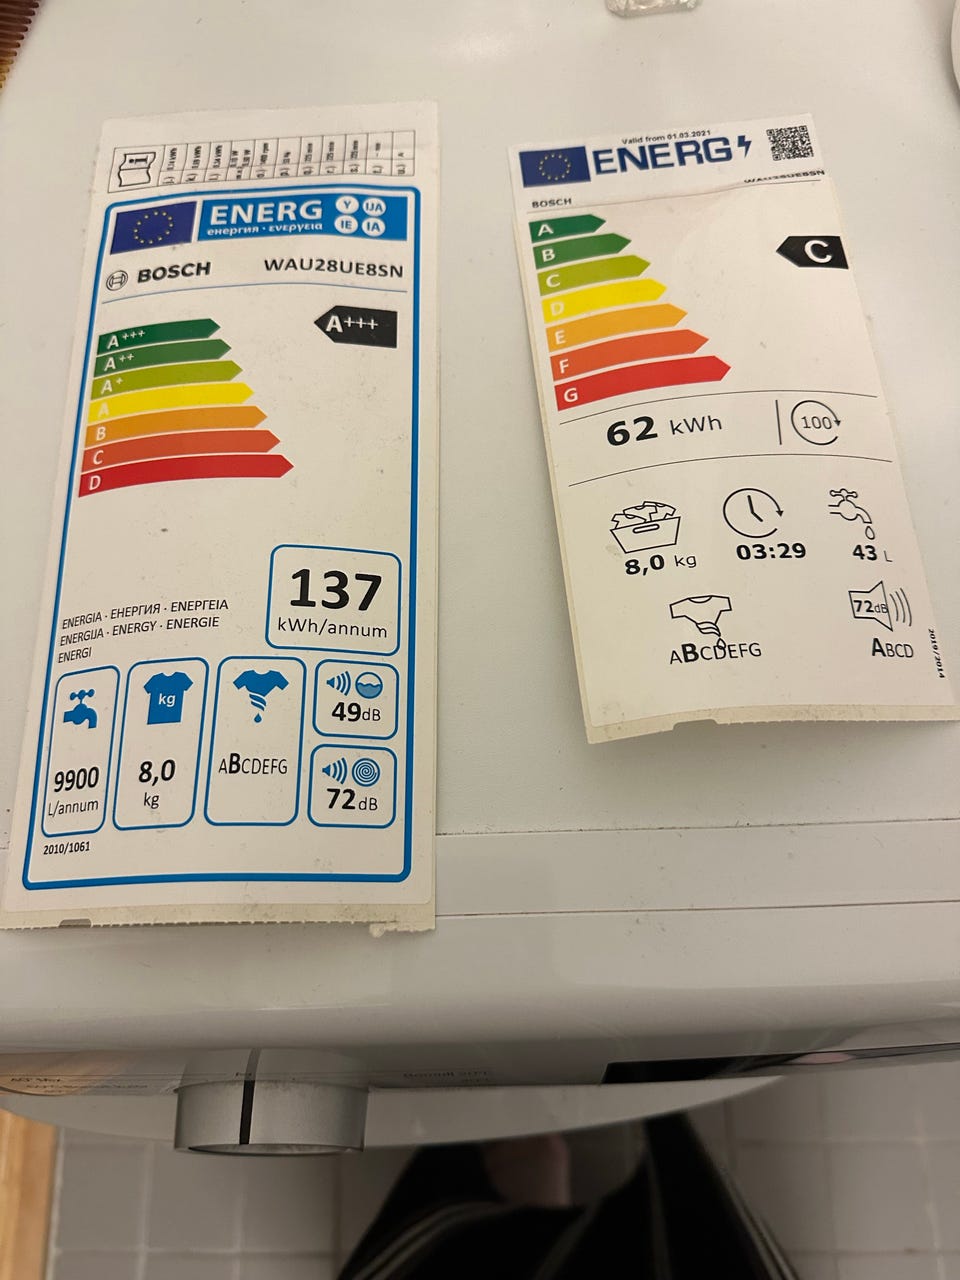 ENERG
енергия · ενεργεια
Y IJA
IE IA
BOSCH
WAU28UE8SN
A+++
A+++
A++
A+
A
B
C
D
137
kWh/annum
ENERGIA · ЕНЕРГИЯ · ΕΝΕΡΓΕΙΑ
ENERGIJA · ENERGY · ENERGIE
ENERGI
9900
L/annum
kg
8,0
kg
ABCDEFG
49dB
72dB
2010/1061
Valid from 01.03.2021
ENERG
WAU28UE8SN
BOSCH
A
B
C
D
E
F
G
C
62 kWh
100
8,0 kg
03:29
43 L
ABCDEFG
72dB
ABCD
2019/2014